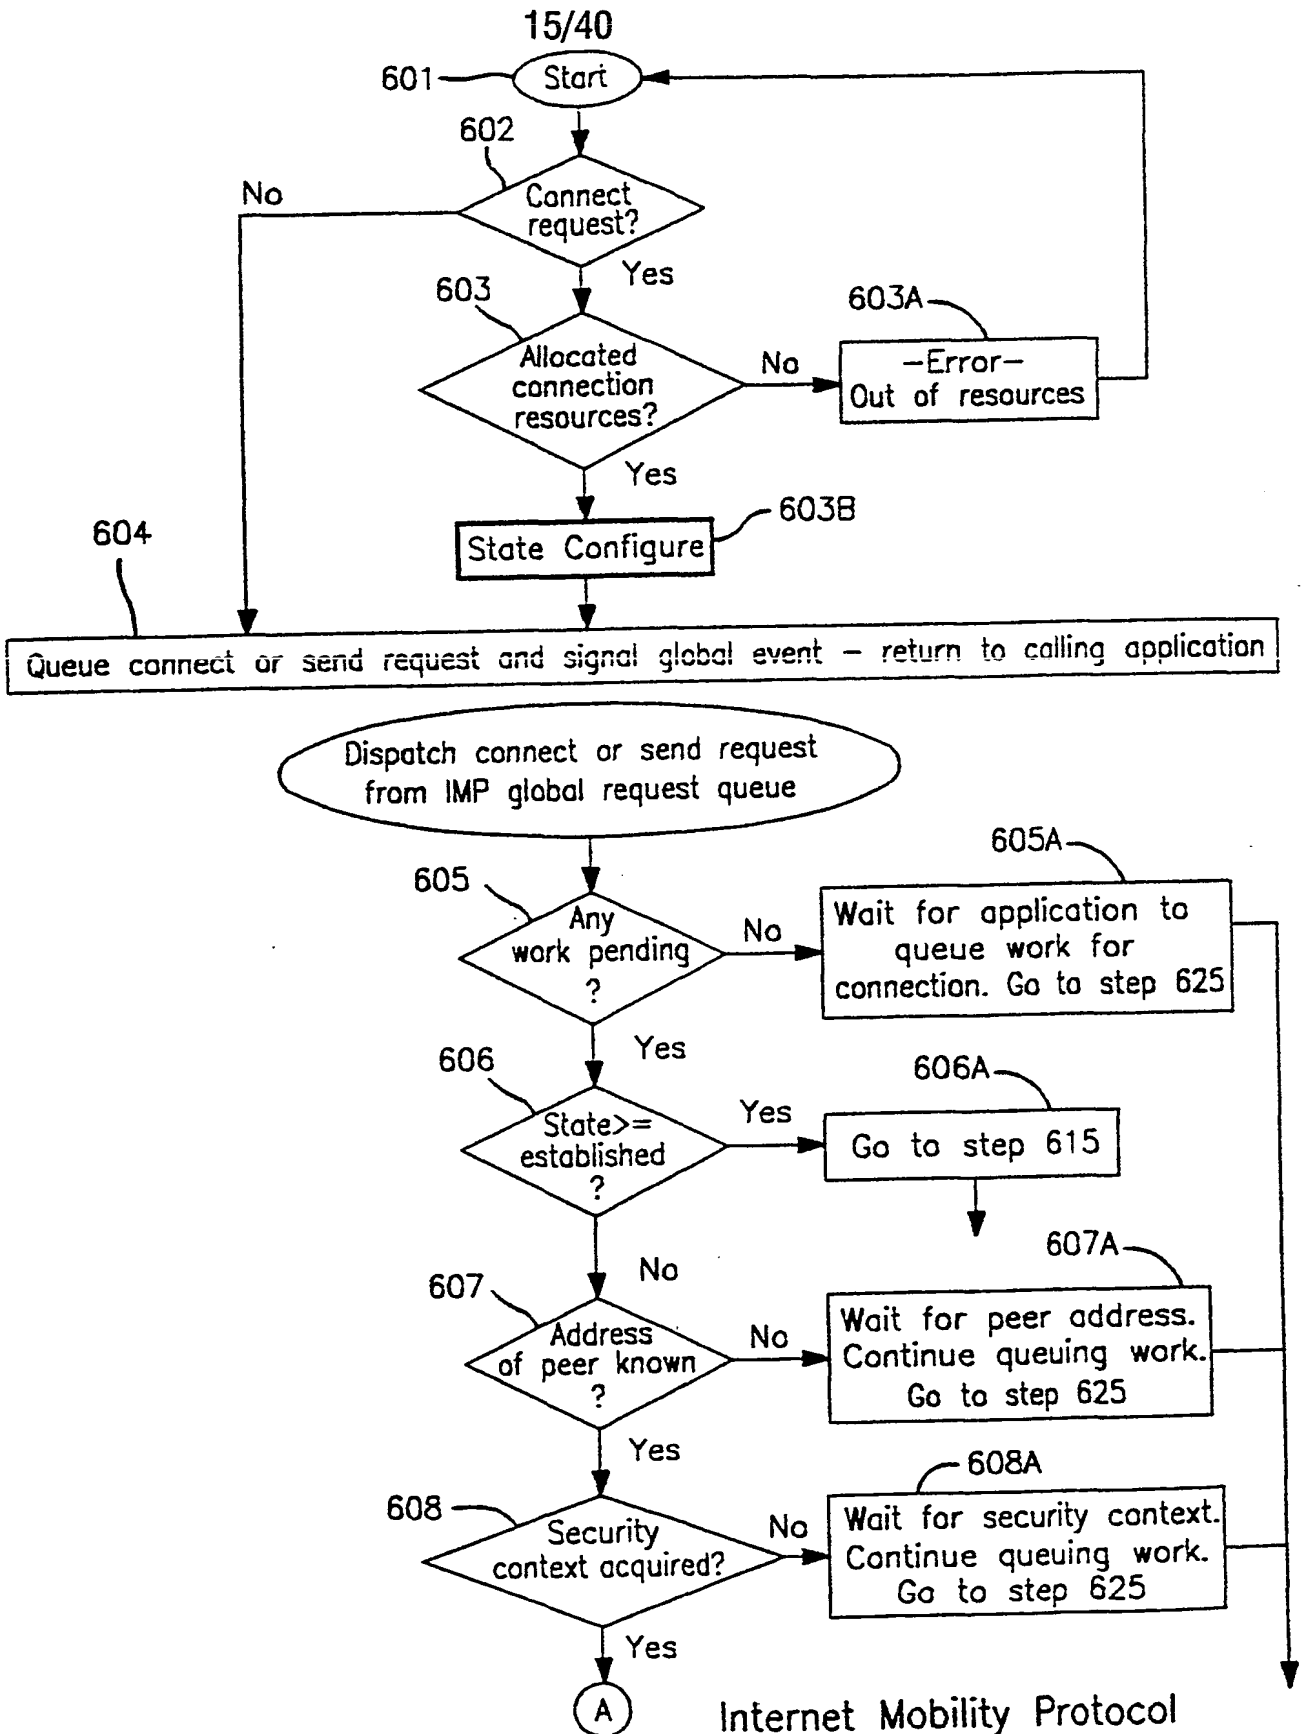 15/40
601
Start
602
No
Connect
request?
Yes
603
603A
Allocated
connection
resources?
No
-Error-
Out of resources
Yes
603B
State Configure
604
Queue connect or send request and signal global event – return to calling application
Dispatch connect or send request
from IMP global request queue
605A
605
Any
work pending
?
No
Wait for application to
queue work for
connection. Go to step 625
Yes
606
606A
State>=
established
?
Yes
Go to step 615
No
607A
607
Address
of peer known
?
No
Wait for peer address.
Continue queuing work.
Go to step 625
Yes
608A
608
Security
context acquired?
No
Wait for security context.
Continue queuing work.
Go to step 625
Yes
A
Internet Mobility Protocol